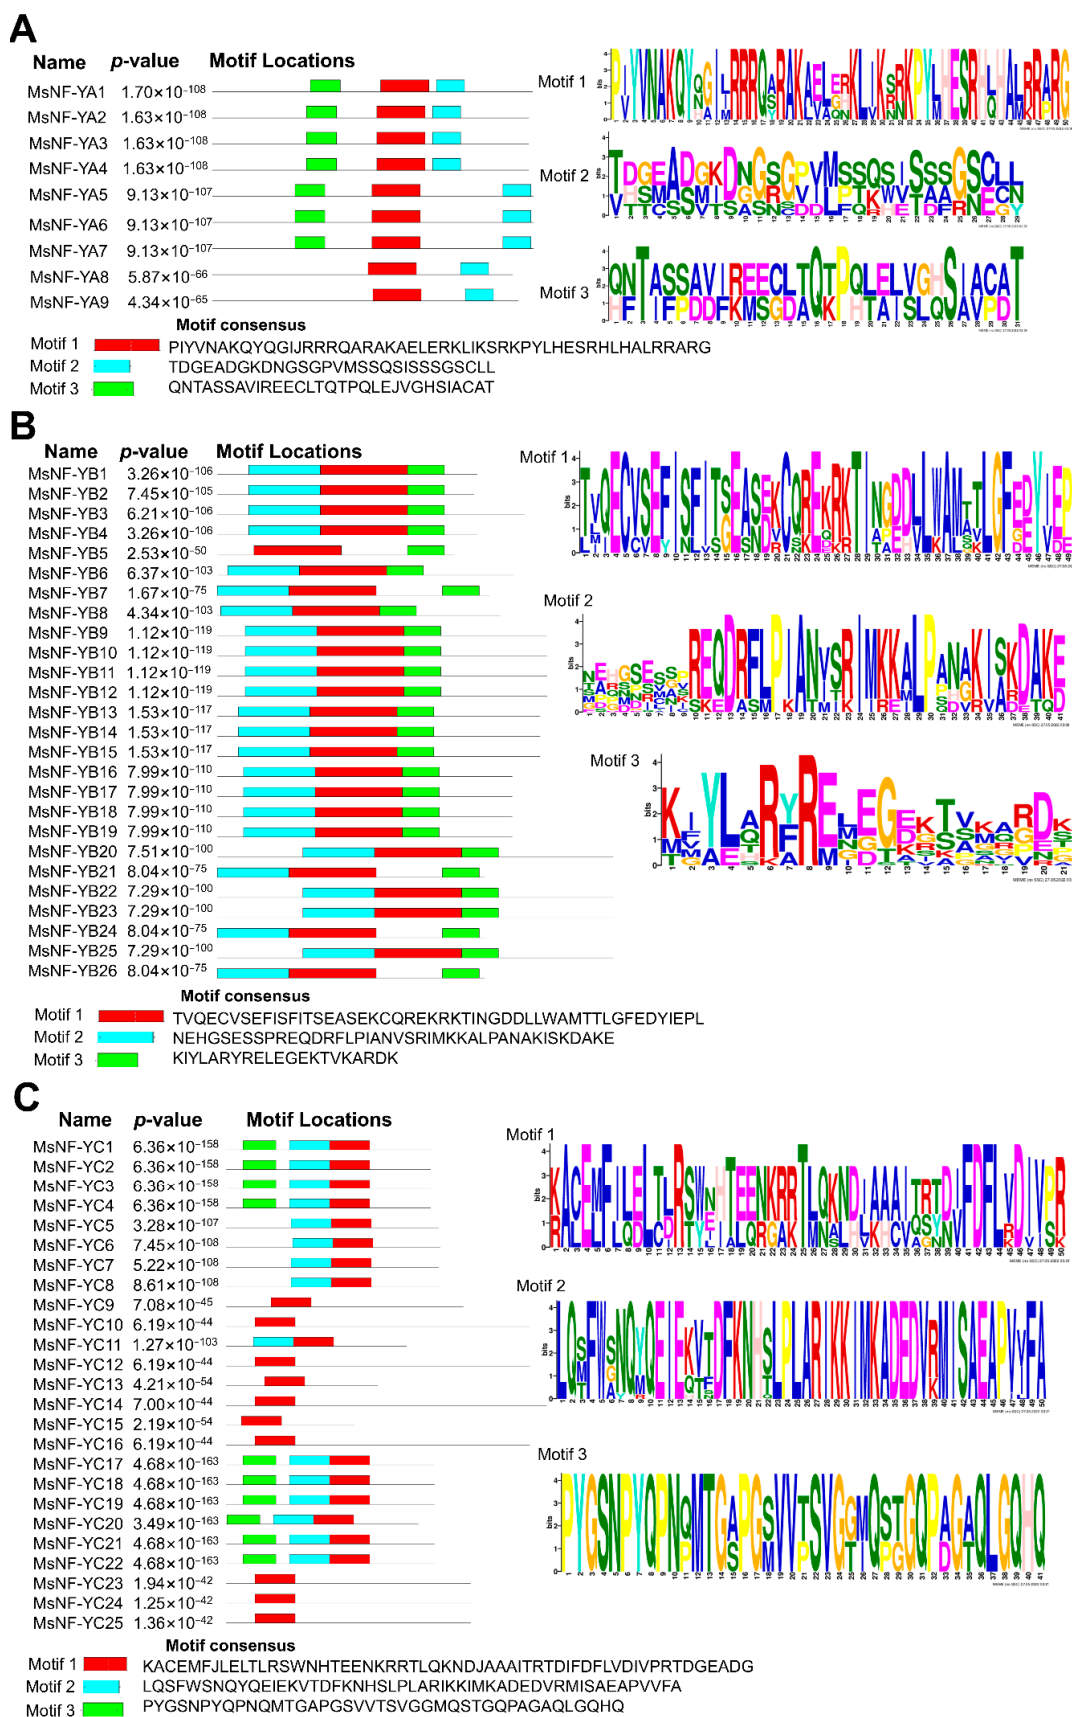 A
Name p-value Motif Locations
MsNF-YA1 1.70×10⁻¹⁰⁸
MsNF-YA2 1.63×10⁻¹⁰⁸
MsNF-YA3 1.63×10⁻¹⁰⁸
MsNF-YA4 1.63×10⁻¹⁰⁸
MsNF-YA5 9.13×10⁻¹⁰⁷
MsNF-YA6 9.13×10⁻¹⁰⁷
MsNF-YA7 9.13×10⁻¹⁰⁷
MsNF-YA8 5.87×10⁻⁶⁶
MsNF-YA9 4.34×10⁻⁶⁵
Motif consensus
Motif 1 PIYVNAKQYQGIJRRRQARAKAELERKLIKSRKPYLHESRHLHALRRARG
Motif 2 TDGEADGKDNGSGPVMSSQSISSSGSCLL
Motif 3 QNTASSAVIREECLTQTPQLEJVGHSIACAT
Motif 1
Motif 2
Motif 3
B
Name p-value Motif Locations
MsNF-YB1 3.26×10⁻¹⁰⁶
MsNF-YB2 7.45×10⁻¹⁰⁵
MsNF-YB3 6.21×10⁻¹⁰⁶
MsNF-YB4 3.26×10⁻¹⁰⁶
MsNF-YB5 2.53×10⁻⁵⁰
MsNF-YB6 6.37×10⁻¹⁰³
MsNF-YB7 1.67×10⁻⁷⁵
MsNF-YB8 4.34×10⁻¹⁰³
MsNF-YB9 1.12×10⁻¹¹⁹
MsNF-YB10 1.12×10⁻¹¹⁹
MsNF-YB11 1.12×10⁻¹¹⁹
MsNF-YB12 1.12×10⁻¹¹⁹
MsNF-YB13 1.53×10⁻¹¹⁷
MsNF-YB14 1.53×10⁻¹¹⁷
MsNF-YB15 1.53×10⁻¹¹⁷
MsNF-YB16 7.99×10⁻¹¹⁰
MsNF-YB17 7.99×10⁻¹¹⁰
MsNF-YB18 7.99×10⁻¹¹⁰
MsNF-YB19 7.99×10⁻¹¹⁰
MsNF-YB20 7.51×10⁻¹⁰⁰
MsNF-YB21 8.04×10⁻⁷⁵
MsNF-YB22 7.29×10⁻¹⁰⁰
MsNF-YB23 7.29×10⁻¹⁰⁰
MsNF-YB24 8.04×10⁻⁷⁵
MsNF-YB25 7.29×10⁻¹⁰⁰
MsNF-YB26 8.04×10⁻⁷⁵
Motif consensus
Motif 1 TVQECVSEFISFITSEASEKCQREKRKTINGDDLLWAMTTLGFEDYIEPL
Motif 2 NEHGSESSPREQDRFLPIANVSRIMKKALPANAKISKDAKE
Motif 3 KIYLARYRELEGEKTVKARDK
Motif 1
Motif 2
Motif 3
C
Name p-value Motif Locations
MsNF-YC1 6.36×10⁻¹⁵⁸
MsNF-YC2 6.36×10⁻¹⁵⁸
MsNF-YC3 6.36×10⁻¹⁵⁸
MsNF-YC4 6.36×10⁻¹⁵⁸
MsNF-YC5 3.28×10⁻¹⁰⁷
MsNF-YC6 7.45×10⁻¹⁰⁸
MsNF-YC7 5.22×10⁻¹⁰⁸
MsNF-YC8 8.61×10⁻¹⁰⁸
MsNF-YC9 7.08×10⁻⁴⁵
MsNF-YC10 6.19×10⁻⁴⁴
MsNF-YC11 1.27×10⁻¹⁰³
MsNF-YC12 6.19×10⁻⁴⁴
MsNF-YC13 4.21×10⁻⁵⁴
MsNF-YC14 7.00×10⁻⁴⁴
MsNF-YC15 2.19×10⁻⁵⁴
MsNF-YC16 6.19×10⁻⁴⁴
MsNF-YC17 4.68×10⁻¹⁶³
MsNF-YC18 4.68×10⁻¹⁶³
MsNF-YC19 4.68×10⁻¹⁶³
MsNF-YC20 3.49×10⁻¹⁶³
MsNF-YC21 4.68×10⁻¹⁶³
MsNF-YC22 4.68×10⁻¹⁶³
MsNF-YC23 1.94×10⁻⁴²
MsNF-YC24 1.25×10⁻⁴²
MsNF-YC25 1.36×10⁻⁴²
Motif consensus
Motif 1 KACEMFJLELTLRSWNHTEENKRRTLQKNDJAAAITRTDIFDFLVDIVPRTDGEADG
Motif 2 LQSFWSNQYQEIEKVTDFKNHSLPLARIKKIMKADEDVRMISAEAPVVFA
Motif 3 PYGSNPYQPNQMTGAPGSVVTSVGGMQSTGQPAGAQLGQHQ
Motif 1
Motif 2
Motif 3